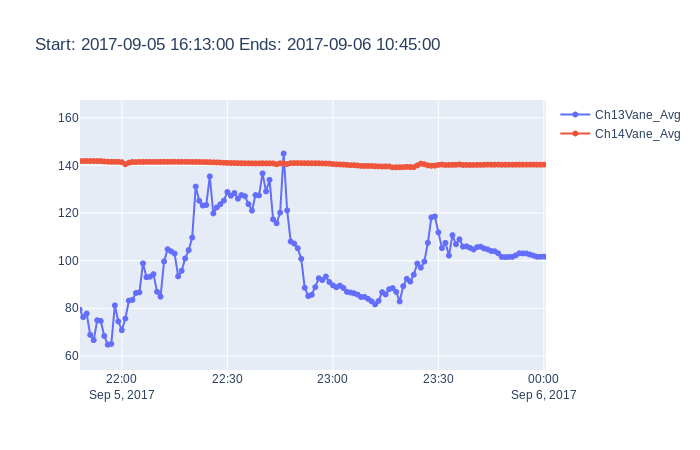 Start: 2017-09-05 16:13:00 Ends: 2017-09-06 10:45:00
Ch13Vane_Avg
Ch14Vane_Avg
160
140
120
100
80
60
22:00
22:30
23:00
23:30
00:00
Sep 5, 2017
Sep 6, 2017